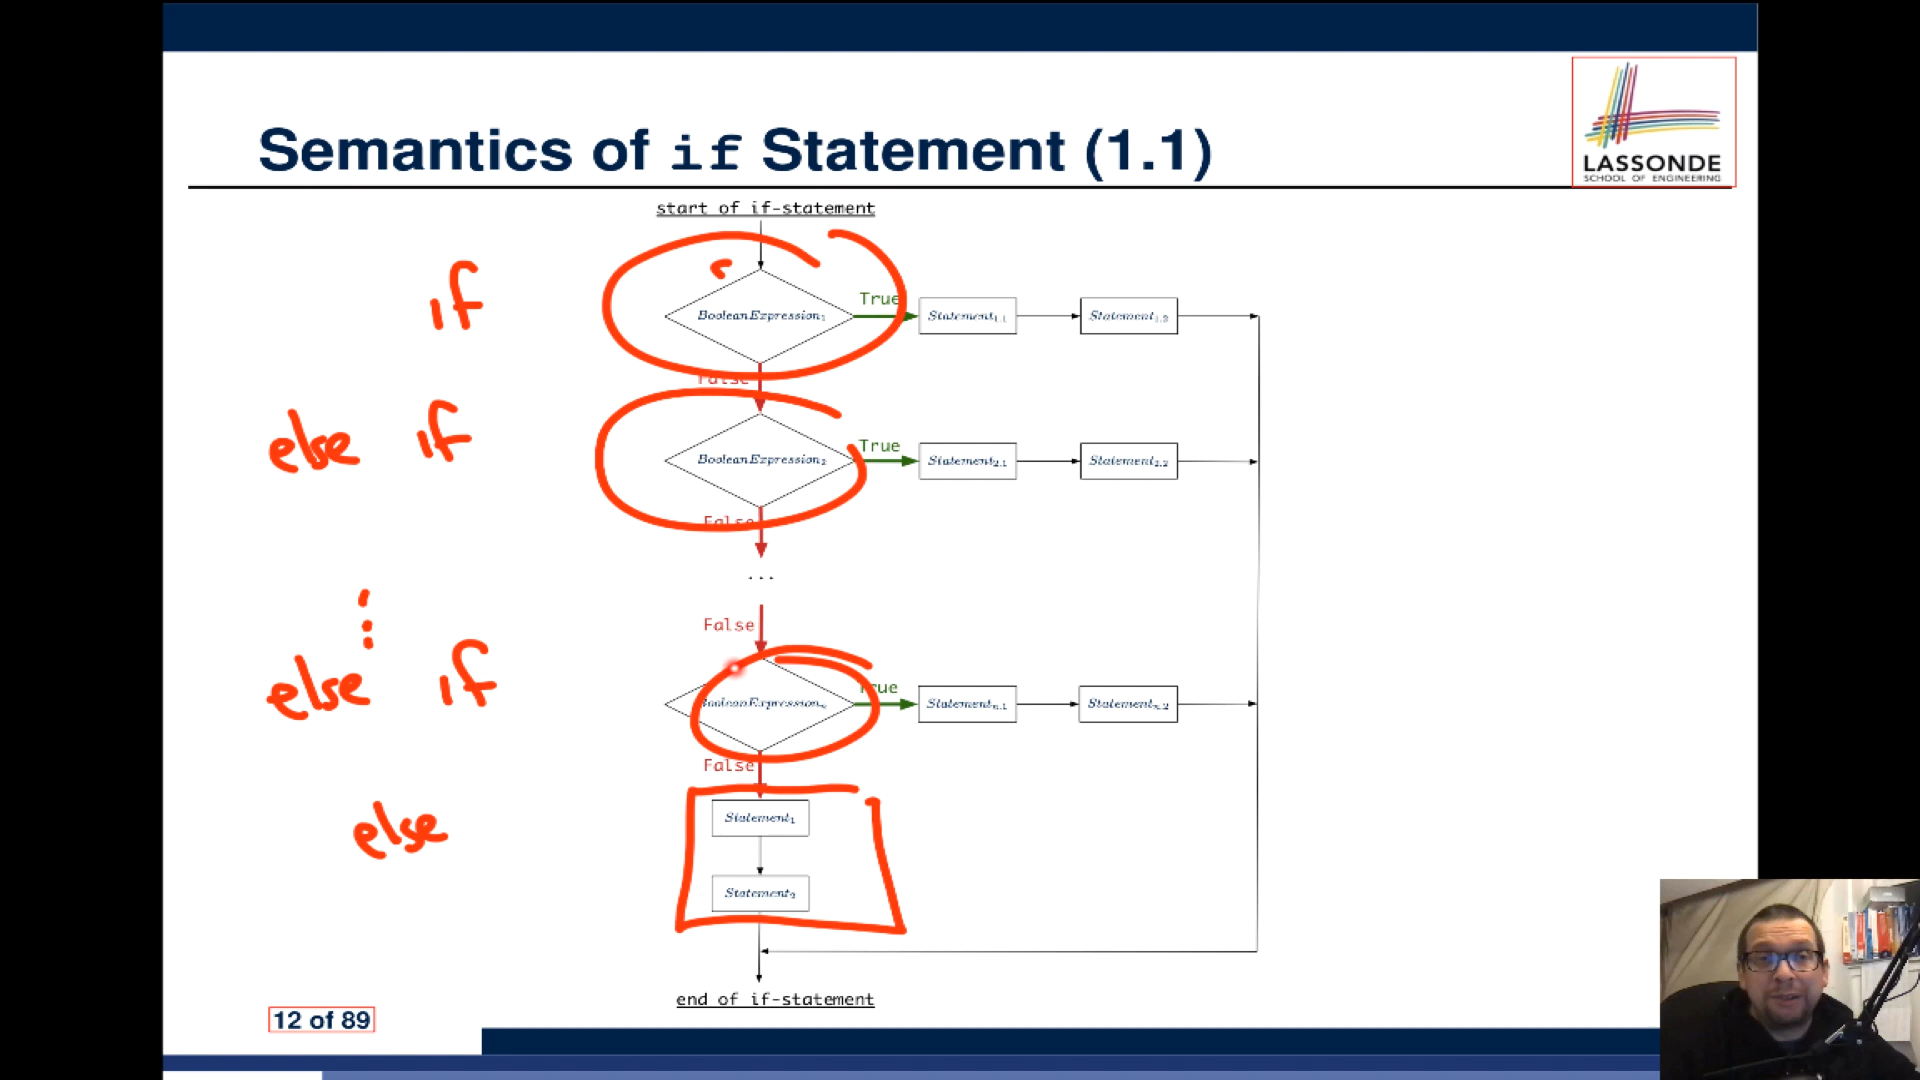 LASSONDE
SCHOOL OF ENGINEERING
Semantics of if Statement (1.1)
start of if-statement
if
BooleanExpression₁
True
Statement₁.₁
Statement₁.₂
False
else if
BooleanExpression₂
True
Statement₂.₁
Statement₂.₂
False
...
False
else if
BooleanExpressionₙ
True
Statementₙ.₁
Statementₙ.₂
False
else
Statement₁
Statement₂
end of if-statement
12 of 89